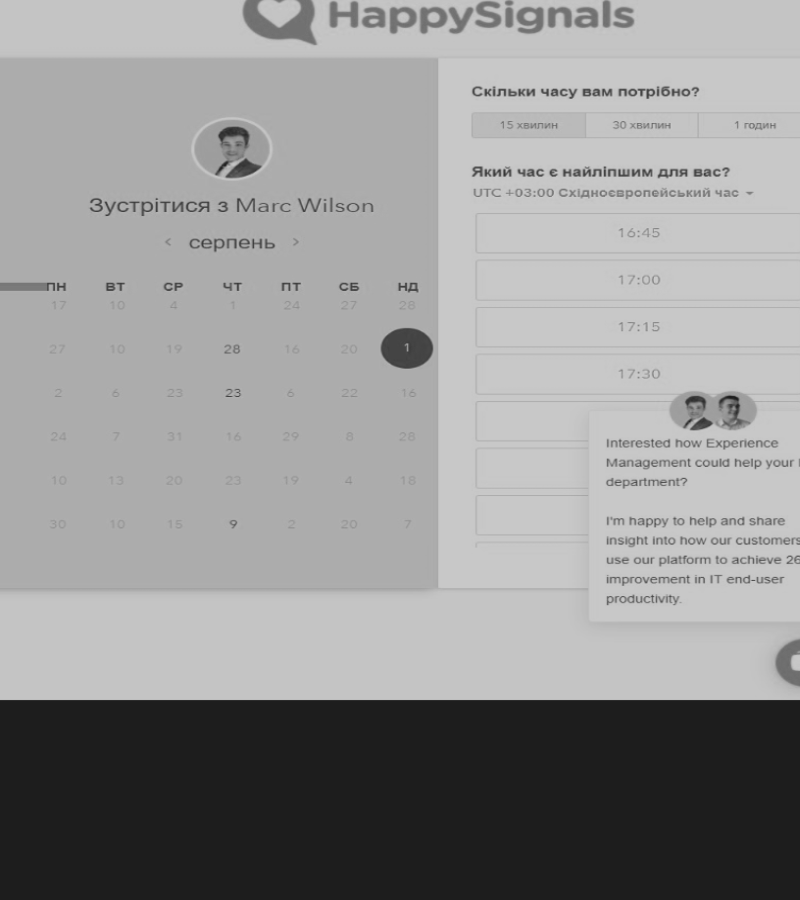 HappySignals
Зустрітися з Marc Wilson
серпень
ПН ВТ СР ЧТ ПТ СБ НД
17 10 4 1 24 27 28
27 10 19 28 16 20 1
2 6 23 23 6 22 16
24 7 31 16 29 8 28
10 13 20 23 19 4 18
30 10 15 9 2 20 7
Скільки часу вам потрібно?
15 хвилин 30 хвилин 1 годин
Який час є найліпшим для вас?
UTC +03:00 Східноєвропейський час
16:45
17:00
17:15
17:30
Interested how Experience
Management could help your
department?
I'm happy to help and share
insight into how our customers
use our platform to achieve 26
improvement in IT end-user
productivity.